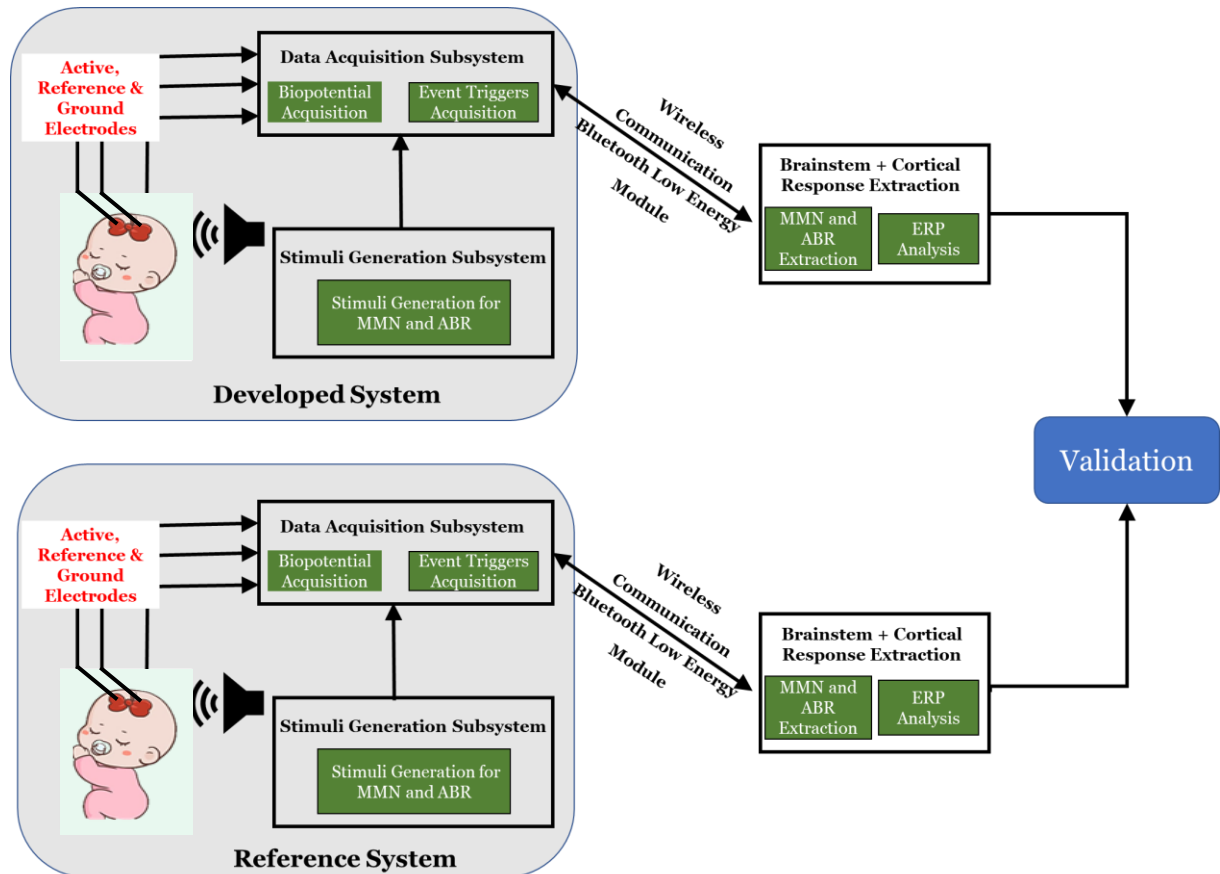 Active,
Reference &
Ground
Electrodes
Data Acquisition Subsystem
Biopotential
Acquisition
Event Triggers
Acquisition
Stimuli Generation Subsystem
Stimuli Generation for
MMN and ABR
Developed System
Wireless
Communication
Bluetooth Low Energy
Module
Brainstem + Cortical
Response Extraction
MMN and
ABR
Extraction
ERP
Analysis
Validation
Active,
Reference &
Ground
Electrodes
Data Acquisition Subsystem
Biopotential
Acquisition
Event Triggers
Acquisition
Stimuli Generation Subsystem
Stimuli Generation for
MMN and ABR
Reference System
Wireless
Communication
Bluetooth Low Energy
Module
Brainstem + Cortical
Response Extraction
MMN and
ABR
Extraction
ERP
Analysis